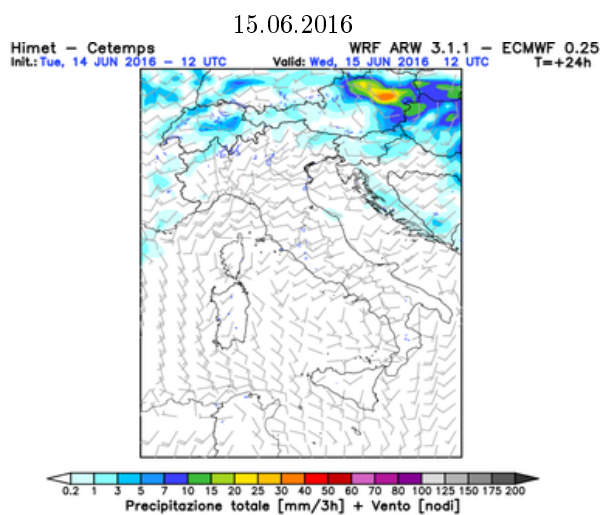 15.06.2016
Himet - Cetemps WRF ARW 3.1.1 - ECMWF 0.25
Init.: Tue, 14 JUN 2016 - 12 UTC Valid: Wed, 15 JUN 2016 12 UTC T=+24h
0.2 1 3 5 7 10 15 20 25 30 40 50 60 70 80 100 125 150 175 200
Precipitazione totale [mm/3h] + Vento [nodi]